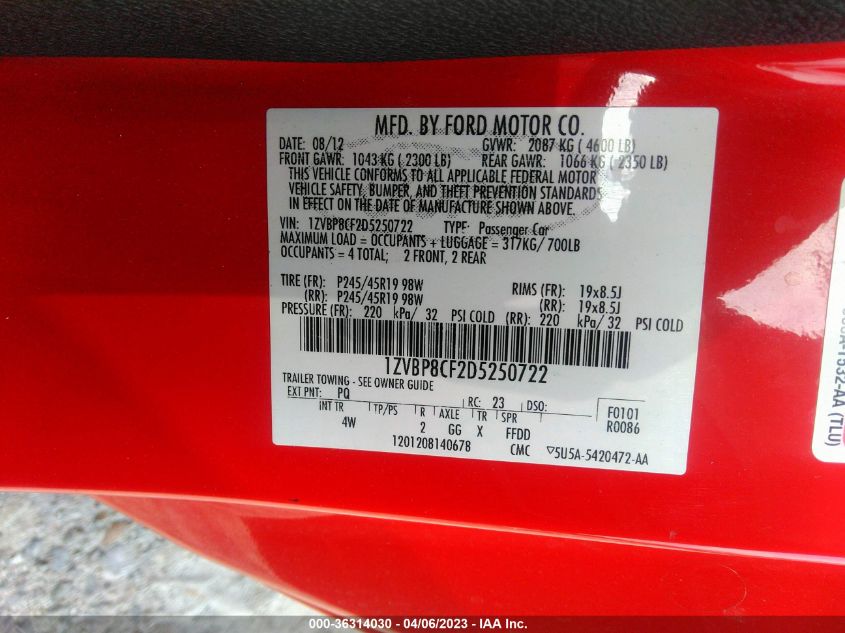 MFD. BY FORD MOTOR CO.
DATE: 08/12 GVWR: 2087 KG ( 4600 LB)
FRONT GAWR: 1043 KG ( 2300 LB) REAR GAWR: 1066 KG ( 2350 LB)
THIS VEHICLE CONFORMS TO ALL APPLICABLE FEDERAL MOTOR
VEHICLE SAFETY, BUMPER, AND THEFT PREVENTION STANDARDS
IN EFFECT ON THE DATE OF MANUFACTURE SHOWN ABOVE.
VIN: 1ZVBP8CF2D5250722 TYPE: Passenger Car
MAXIMUM LOAD = OCCUPANTS + LUGGAGE = 317KG/ 700LB
OCCUPANTS = 4 TOTAL; 2 FRONT, 2 REAR
TIRE (FR): P245/45R19 98W RIMS (FR): 19x8.5J
(RR): P245/45R19 98W (RR): 19x8.5J
PRESSURE (FR): 220 kPa/ 32 PSI COLD (RR): 220 kPa/ 32 PSI COLD
1ZVBP8CF2D5250722
TRAILER TOWING - SEE OWNER GUIDE
EXT PNT: PQ RC: 23 DSO: F0101
INT TR TP/PS R AXLE TR SPR R0086
4W 2 GG X FFDD
1201208140678 CMC ▽5U5A-5420472-AA
1532-AA (TLU)
000-36314030 - 04/06/2023 - IAA Inc.